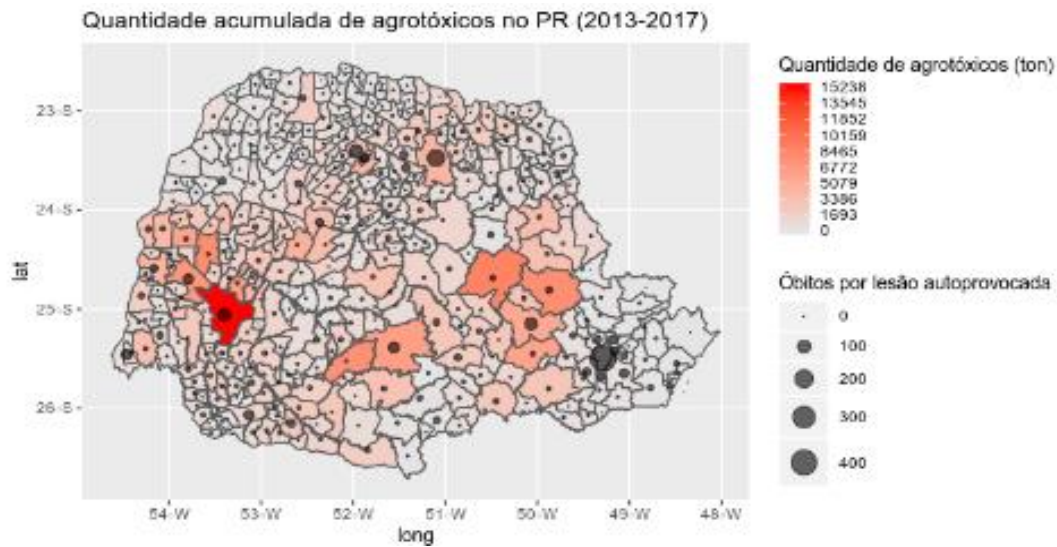 Quantidade acumulada de agrotóxicos no PR (2013-2017)
Quantidade de agrotóxicos (ton)
15238
13545
11852
10159
8465
6772
5079
3386
1693
0
Óbitos por lesão autoprovocada
0
100
200
300
400
lat
23-S
24-S
25-S
26-S
54-W 53-W 52-W 51-W 50-W 49-W 48-W
long